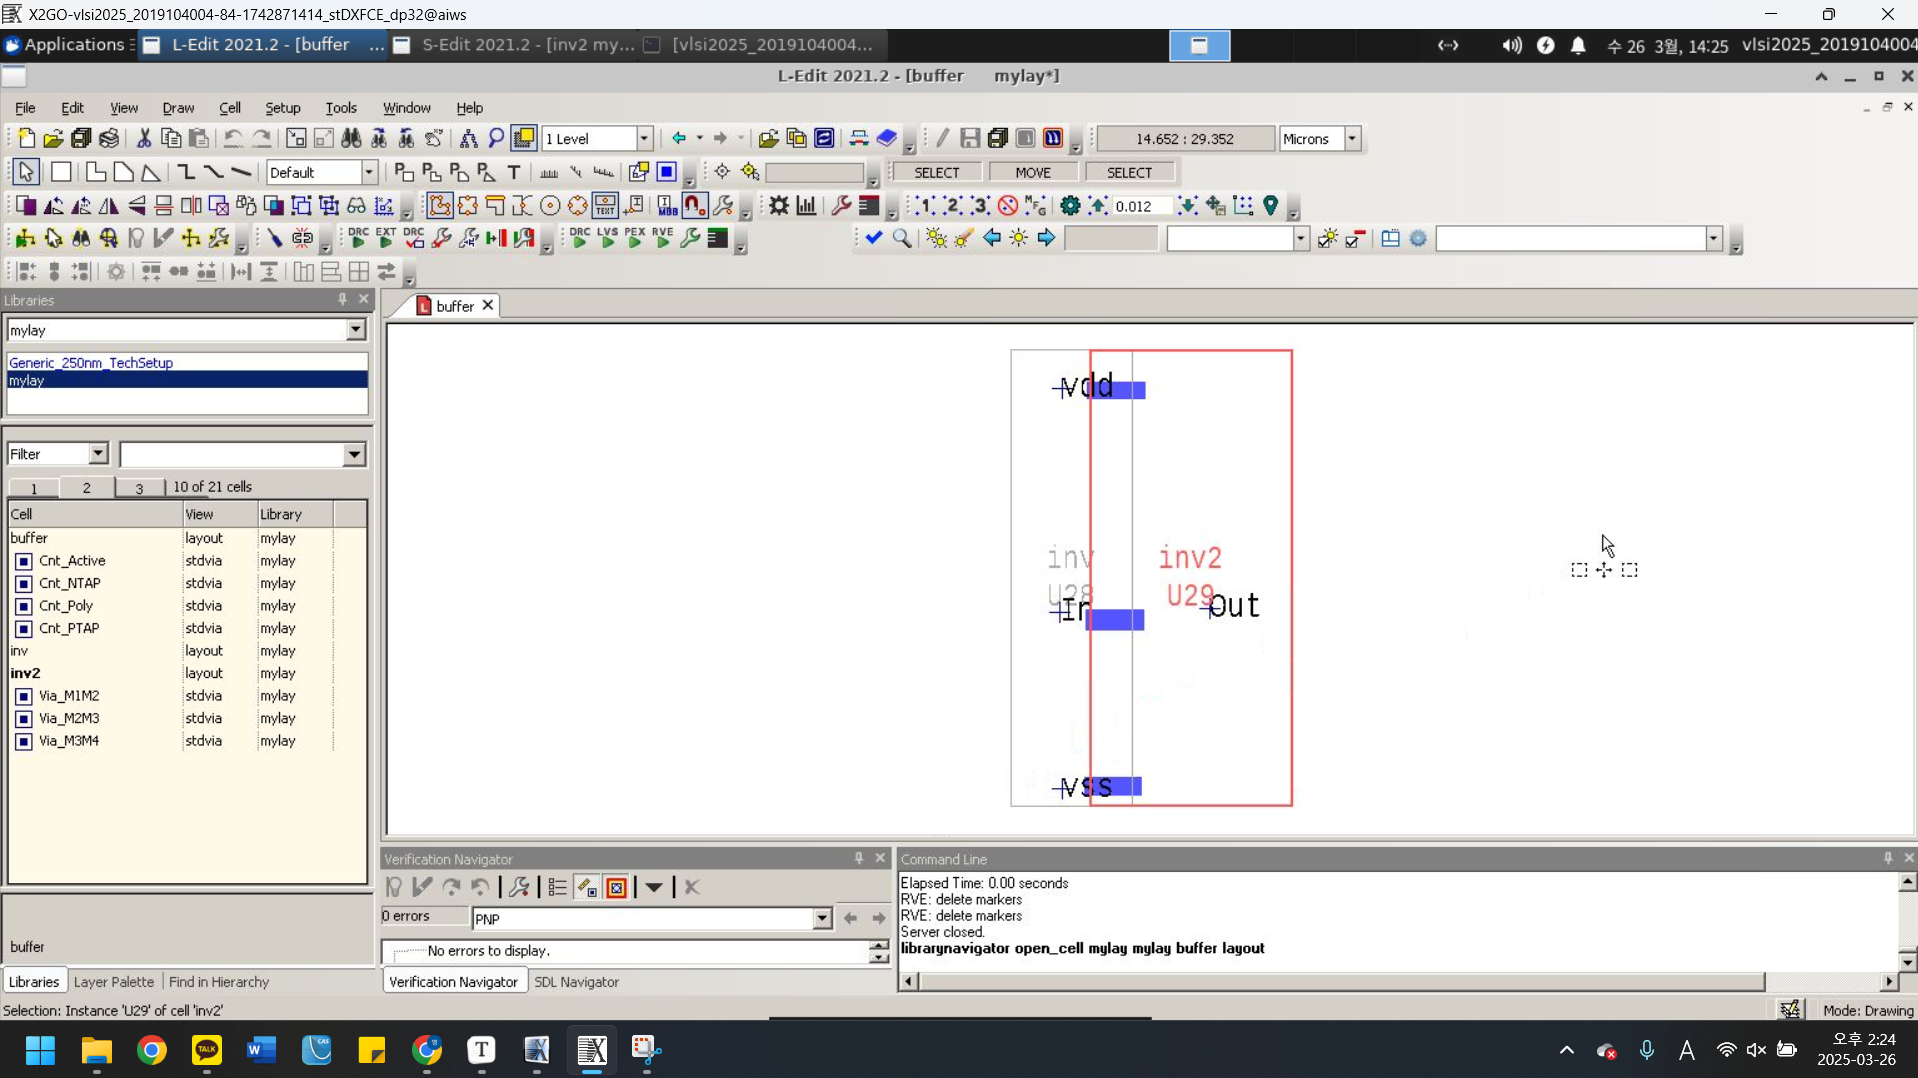 X2GO-vlsi2025_2019104004-84-1742871414_stDXFCE_dp32@aiws
Applications
L-Edit 2021.2 - [buffer ...
S-Edit 2021.2 - [inv2 my...
[vlsi2025_2019104004...
수 26 3월, 14:25
vlsi2025_2019104004
L-Edit 2021.2 - [buffer mylay*]
File Edit View Draw Cell Setup Tools Window Help
1 Level
14.652 : 29.352
Microns
Default
SELECT
MOVE
SELECT
TEXT
MBB
.1. .2. .3.
MFG
0.012
DRC EXT DRC
DRC LVS PEX RVE
Libraries
buffer
mylay
Generic_250nm_TechSetup
mylay
Filter
1 2 3 10 of 21 cells
Cell View Library
buffer layout mylay
Cnt_Active stdvia mylay
Cnt_NTAP stdvia mylay
Cnt_Poly stdvia mylay
Cnt_PTAP stdvia mylay
inv layout mylay
inv2 layout mylay
Via_M1M2 stdvia mylay
Via_M2M3 stdvia mylay
Via_M3M4 stdvia mylay
buffer
Libraries Layer Palette Find in Hierarchy
vdd
inv
U28
inv2
U29
In
Out
vss
Verification Navigator
0 errors
PNP
No errors to display.
Verification Navigator SDL Navigator
Command Line
Elapsed Time: 0.00 seconds
RVE: delete markers
RVE: delete markers
Server closed.
librarynavigator open_cell mylay mylay buffer layout
Selection: Instance 'U29' of cell 'inv2'
Mode: Drawing
TALK
CAS
A
오후 2:24
2025-03-26